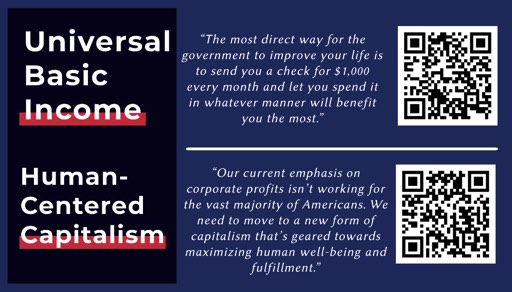 Universal
Basic
Income
“The most direct way for the
government to improve your life is
to send you a check for $1,000
every month and let you spend it
in whatever manner will benefit
you the most.”
Human-
Centered
Capitalism
“Our current emphasis on
corporate profits isn’t working for
the vast majority of Americans. We
need to move to a new form of
capitalism that’s geared towards
maximizing human well-being and
fulfillment.”